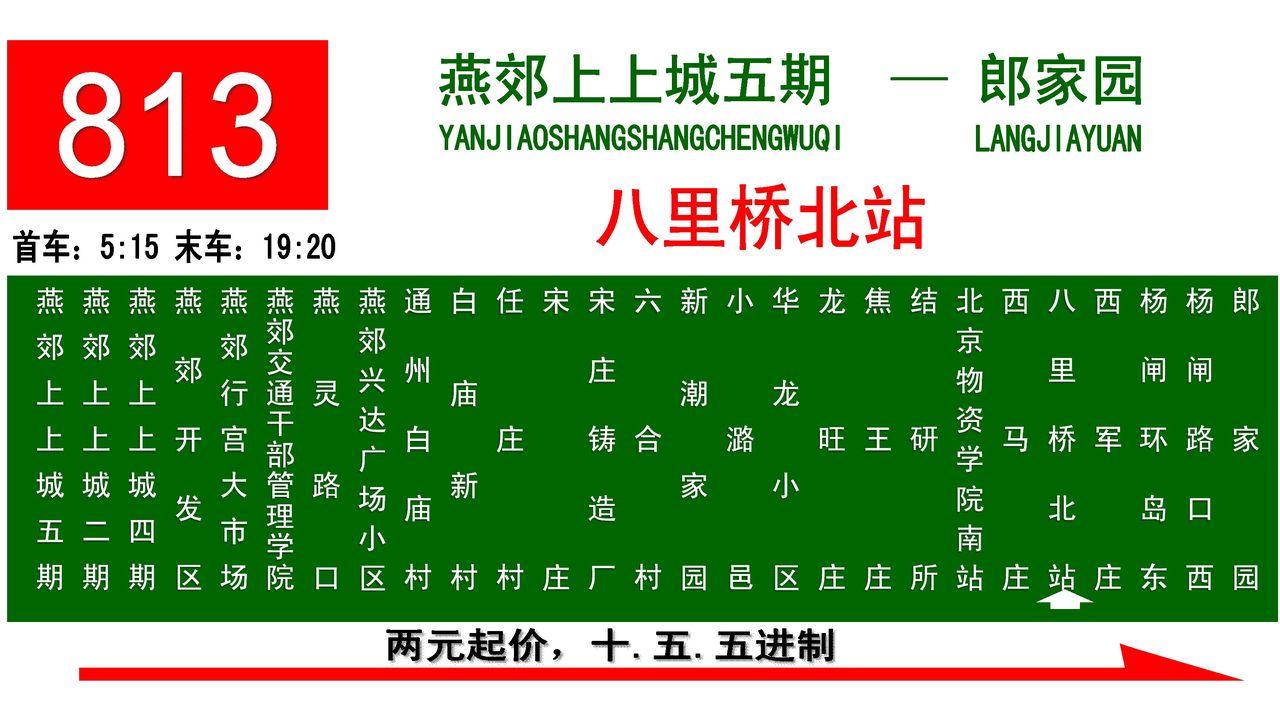 813
燕郊上上城五期 — 郎家园
YANJIAOSHANGSHANGCHENGWUQI LANGJIAYUAN
八里桥北站
首车：5:15 末车：19:20
燕郊上上城五期
燕郊上上城二期
燕郊上上城四期
燕郊开发区
燕郊行宫大市场
燕郊交通干部管理学院
燕灵路口
燕郊兴达广场小区
通州白庙村
白庙新村
任庄村
宋庄
宋庄铸造厂
六合村
新潮家园
小潞邑
华龙小区
龙旺庄
焦王庄
结研所
北京物资学院南站
西马庄
八里桥北站
西军庄
杨闸环岛东
杨闸路口西
郎家园
两元起价，十.五.五进制